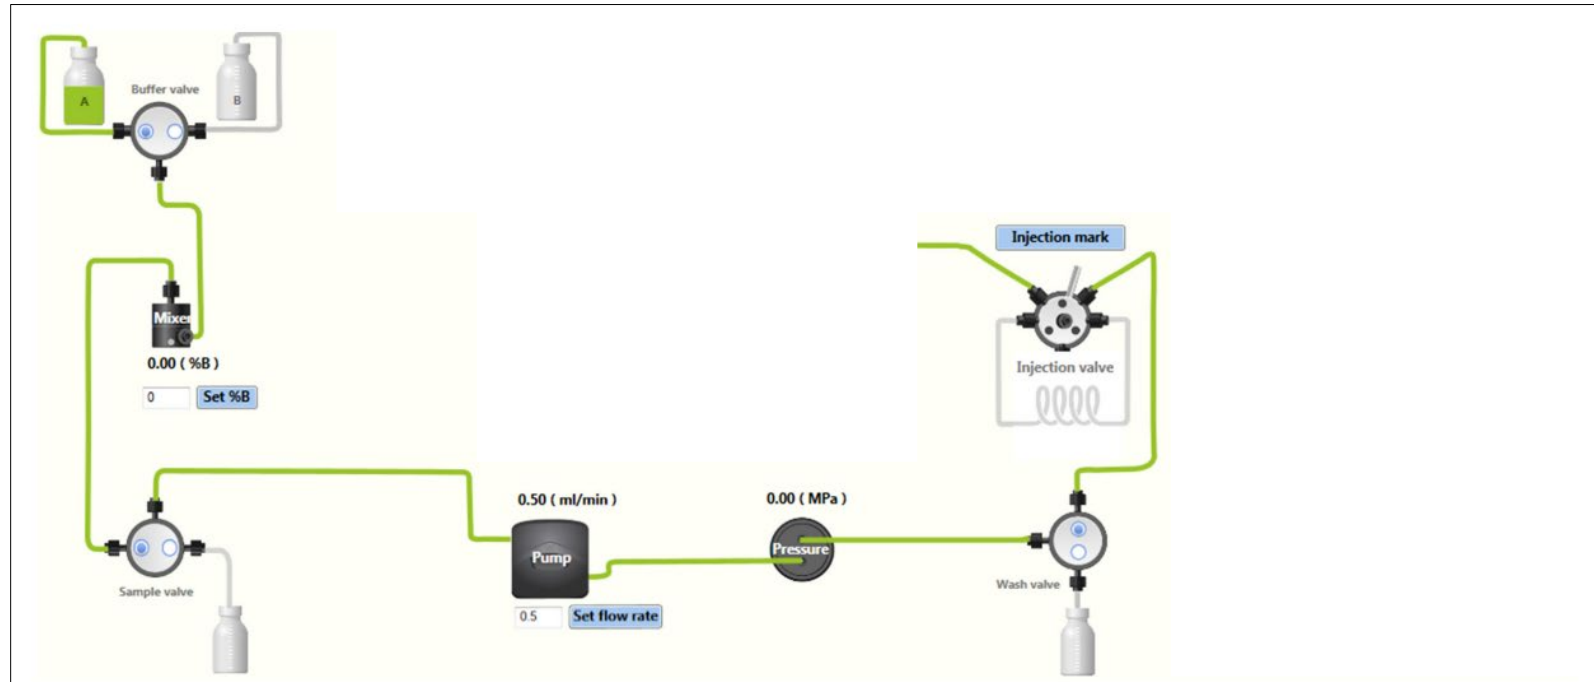 Buffer valve
A
B
Injection mark
Mixer
0.00 ( %B )
Injection valve
0
Set %B
0.50 ( ml/min )
0.00 ( MPa )
Pump
Pressure
Sample valve
Wash valve
0.5
Set flow rate